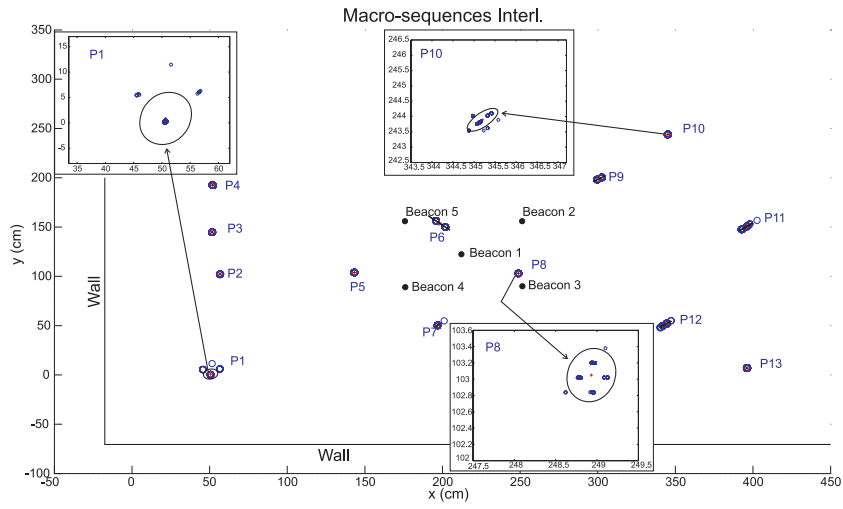 Macro-sequences Interl.
350
300
250
200
150
100
50
0
-50
-100
y (cm)
P1
15
10
5
0
-5
35 40 45 50 55 60
P10
246.5
246
245.5
245
244.5
244
243.5
243
242.5
343.5 344 344.5 345 345.5 346 346.5 347
P10
P9
P4
Beacon 5
Beacon 2
P11
P3
P6
Beacon 1
P2
P5
P8
Beacon 4
Beacon 3
Wall
P7
P12
P1
P8
103.6
103.4
103.2
103
102.8
102.6
102.4
102.2
102
247.5 248 248.5 249 249.5
P13
Wall
-50 0 50 100 150 200 250 300 350 400 450
x (cm)